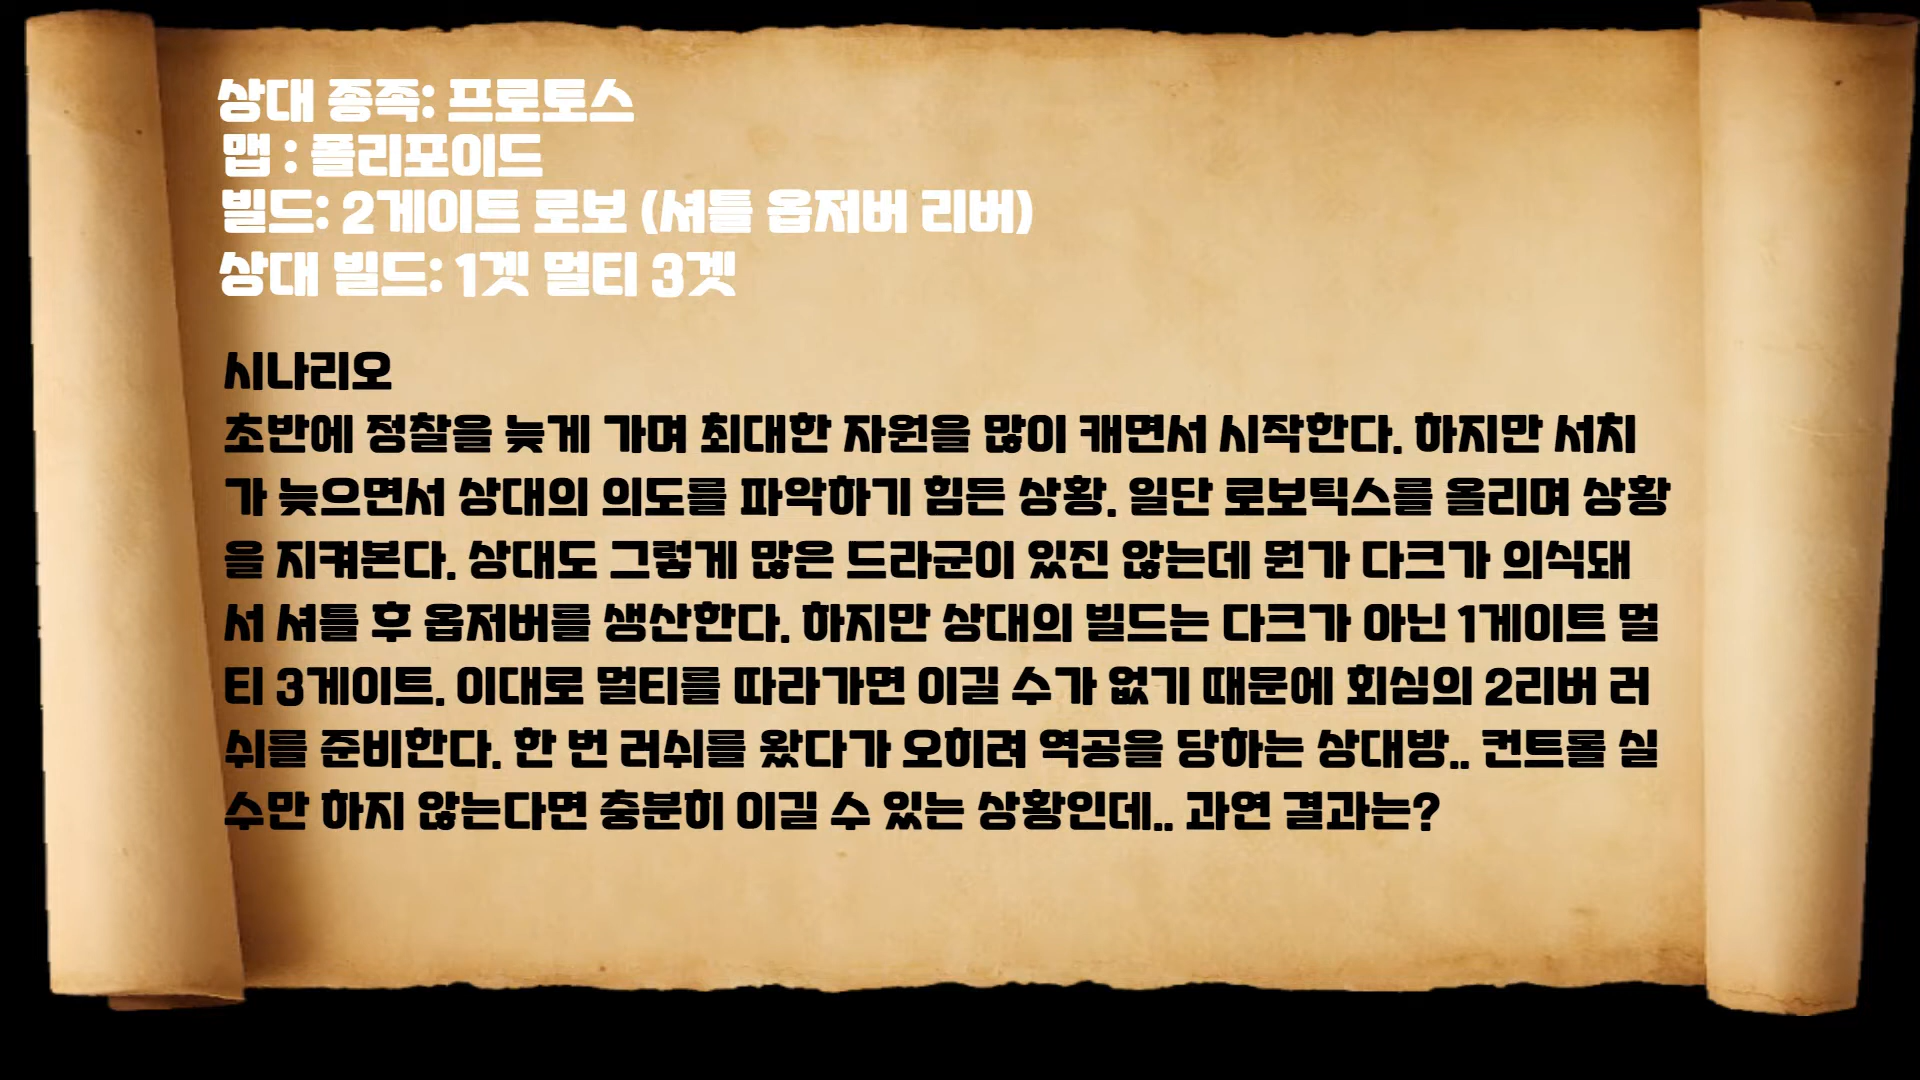 상대 종족: 프로토스
맵 : 폴리포이드
빌드: 2게이트 로보 (셔틀 옵저버 리버)
상대 빌드: 1겟 멀티 3겟
시나리오
초반에 정찰을 늦게 가며 최대한 자원을 많이 캐면서 시작한다. 하지만 서치
가 늦으면서 상대의 의도를 파악하기 힘든 상황. 일단 로보틱스를 올리며 상황
을 지켜본다. 상대도 그렇게 많은 드라군이 있진 않는데 뭔가 다크가 의식돼
서 셔틀 후 옵저버를 생산한다. 하지만 상대의 빌드는 다크가 아닌 1게이트 멀
티 3게이트. 이대로 멀티를 따라가면 이길 수가 없기 때문에 회심의 2리버 러
쉬를 준비한다. 한 번 러쉬를 왔다가 오히려 역공을 당하는 상대방.. 컨트롤 실
수만 하지 않는다면 충분히 이길 수 있는 상황인데.. 과연 결과는?